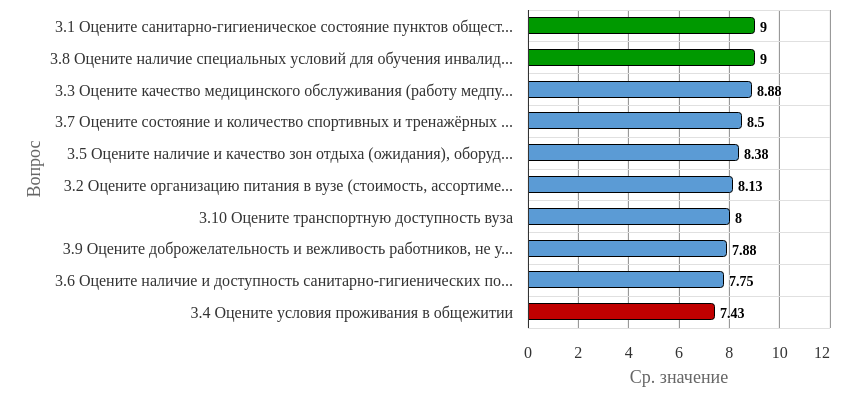 3.1 Оцените санитарно-гигиеническое состояние пунктов общест... 9
3.8 Оцените наличие специальных условий для обучения инвалид... 9
3.3 Оцените качество медицинского обслуживания (работу медпу... 8.88
3.7 Оцените состояние и количество спортивных и тренажёрных ... 8.5
3.5 Оцените наличие и качество зон отдыха (ожидания), оборуд... 8.38
3.2 Оцените организацию питания в вузе (стоимость, ассортиме... 8.13
3.10 Оцените транспортную доступность вуза 8
3.9 Оцените доброжелательность и вежливость работников, не у... 7.88
3.6 Оцените наличие и доступность санитарно-гигиенических по... 7.75
3.4 Оцените условия проживания в общежитии 7.43
Вопрос
0 2 4 6 8 10 12
Ср. значение